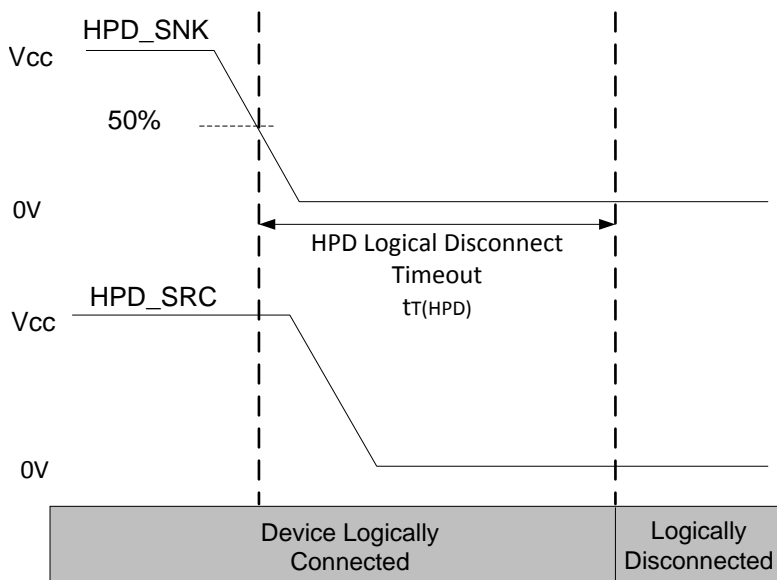 HPD_SNK
Vcc
50%
0V
HPD Logical Disconnect
Timeout
tT(HPD)
HPD_SRC
Vcc
0V
Device Logically
Connected
Logically
Disconnected